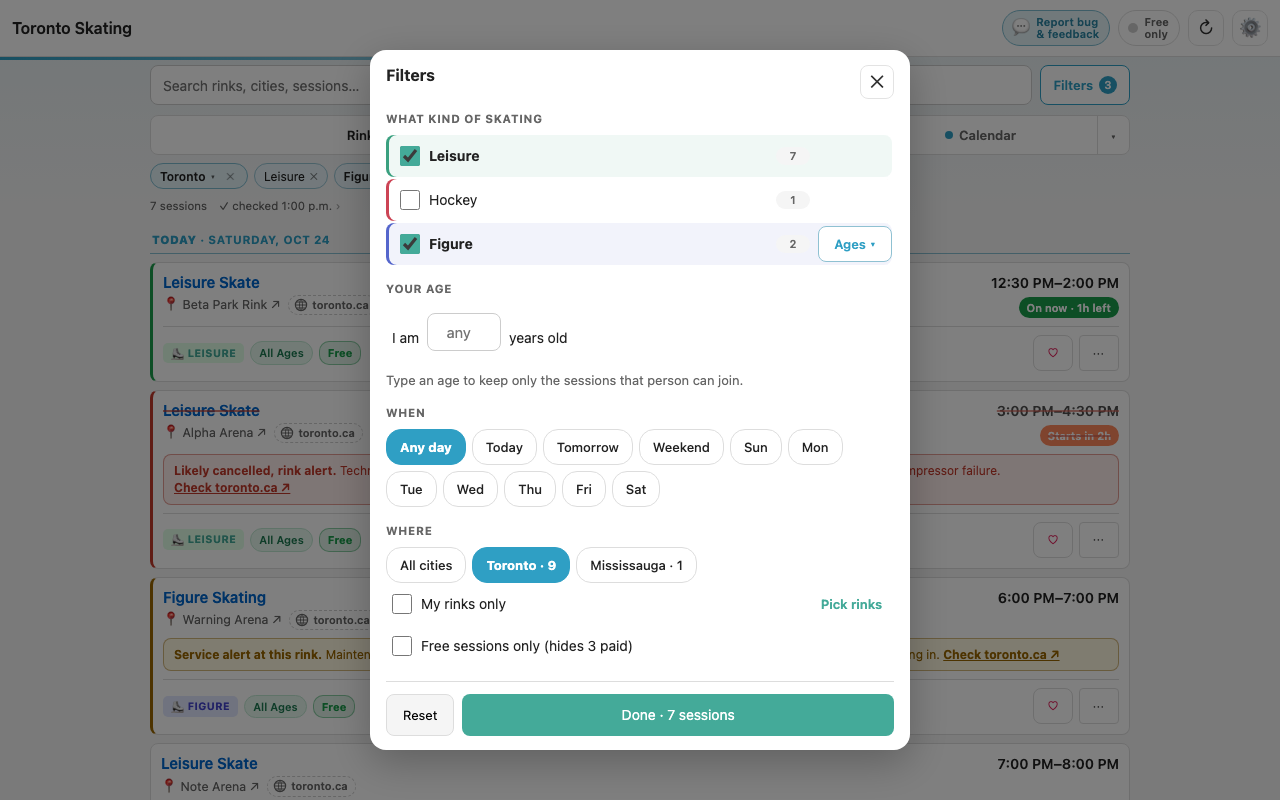 Toronto Skating
Report bug
& feedback
Free
only
Search rinks, cities, sessions...
Filters 3
Rink
Calendar
Toronto
Leisure
7 sessions ✓ checked 1:00 p.m. ›
TODAY · SATURDAY, OCT 24
Leisure Skate
12:30 PM–2:00 PM
Beta Park Rink ↗ toronto.ca
On now · 1h left
LEISURE All Ages Free
Leisure Skate
3:00 PM–4:30 PM
Alpha Arena ↗ toronto.ca
Starts in 2h
Likely cancelled, rink alert.
failure.
Check toronto.ca ↗
LEISURE All Ages Free
Figure Skating
6:00 PM–7:00 PM
Warning Arena ↗ toronto.ca
Service alert at this rink.
in. Check toronto.ca ↗
FIGURE All Ages Free
Leisure Skate
7:00 PM–8:00 PM
Note Arena ↗ toronto.ca
Filters
WHAT KIND OF SKATING
Leisure 7
Hockey 1
Figure 2 Ages ▾
YOUR AGE
I am any years old
Type an age to keep only the sessions that person can join.
WHEN
Any day Today Tomorrow Weekend Sun Mon
Tue Wed Thu Fri Sat
WHERE
All cities Toronto · 9 Mississauga · 1
My rinks only Pick rinks
Free sessions only (hides 3 paid)
Reset Done · 7 sessions